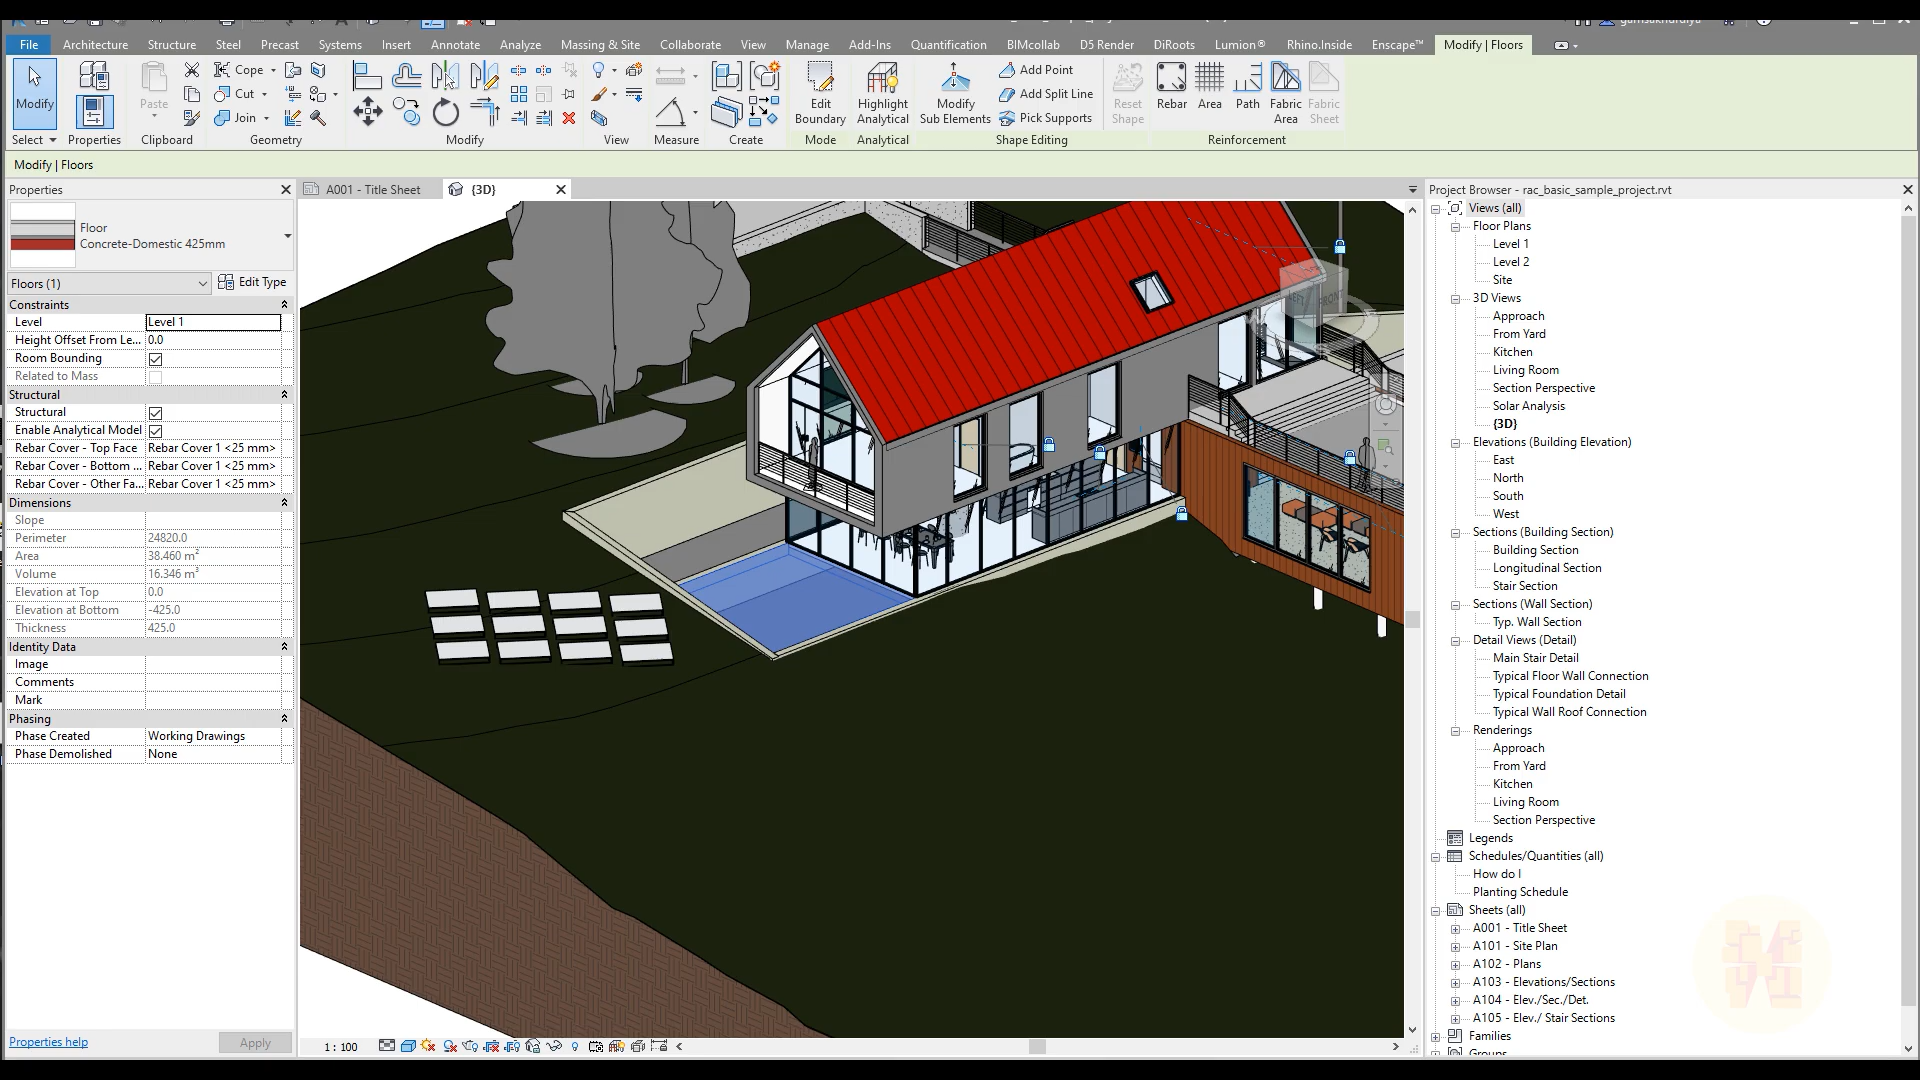 File Architecture Structure Steel Precast Systems Insert Annotate Analyze Massing & Site Collaborate View Manage Add-Ins Quantification BIMcollab D5 Render DiRoots Lumion® Rhino.Inside Enscape™ Modify | Floors
Modify
Paste
Cope
Cut
Join
Edit Boundary
Highlight Analytical
Modify Sub Elements
Add Point
Add Split Line
Pick Supports
Reset Shape
Rebar
Area
Path
Fabric Area
Fabric Sheet
Select Properties Clipboard Geometry Modify View Measure Create Mode Analytical Shape Editing Reinforcement
Modify | Floors
Properties
A001 - Title Sheet
{3D}
Project Browser - rac_basic_sample_project.rvt
Floor
Concrete-Domestic 425mm
Floors (1)
Edit Type
Constraints
Level Level 1
Height Offset From Le... 0.0
Room Bounding
Related to Mass
Structural
Structural
Enable Analytical Model
Rebar Cover - Top Face Rebar Cover 1 <25 mm>
Rebar Cover - Bottom ... Rebar Cover 1 <25 mm>
Rebar Cover - Other Fa... Rebar Cover 1 <25 mm>
Dimensions
Slope
Perimeter 24820.0
Area 38.460 m²
Volume 16.346 m³
Elevation at Top 0.0
Elevation at Bottom -425.0
Thickness 425.0
Identity Data
Image
Comments
Mark
Phasing
Phase Created Working Drawings
Phase Demolished None
Properties help
Apply
LEFT
FRONT
1 : 100
Views (all)
Floor Plans
Level 1
Level 2
Site
3D Views
Approach
From Yard
Kitchen
Living Room
Section Perspective
Solar Analysis
{3D}
Elevations (Building Elevation)
East
North
South
West
Sections (Building Section)
Building Section
Longitudinal Section
Stair Section
Sections (Wall Section)
Typ. Wall Section
Detail Views (Detail)
Main Stair Detail
Typical Floor Wall Connection
Typical Foundation Detail
Typical Wall Roof Connection
Renderings
Approach
From Yard
Kitchen
Living Room
Section Perspective
Legends
Schedules/Quantities (all)
How do I
Planting Schedule
Sheets (all)
A001 - Title Sheet
A101 - Site Plan
A102 - Plans
A103 - Elevations/Sections
A104 - Elev./Sec./Det.
A105 - Elev./ Stair Sections
Families
Groups